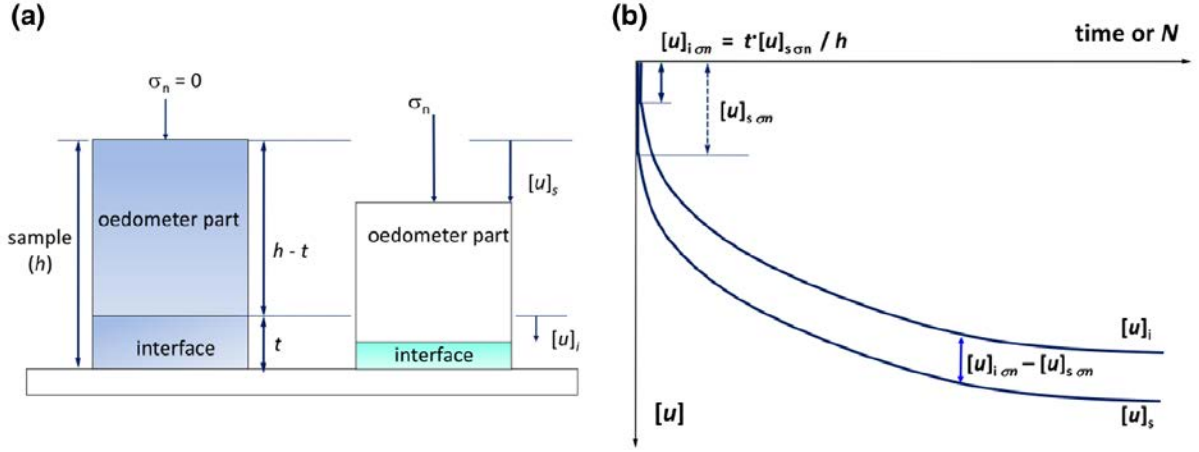 (a)
σn = 0
σn
[u]s
oedometer part
oedometer part
sample
(h)
h - t
[u]i
interface
t
interface
(b)
[u]i σn = t·[u]s σn / h
time or N
[u]s σn
[u]i
[u]i σn – [u]s σn
[u]
[u]s